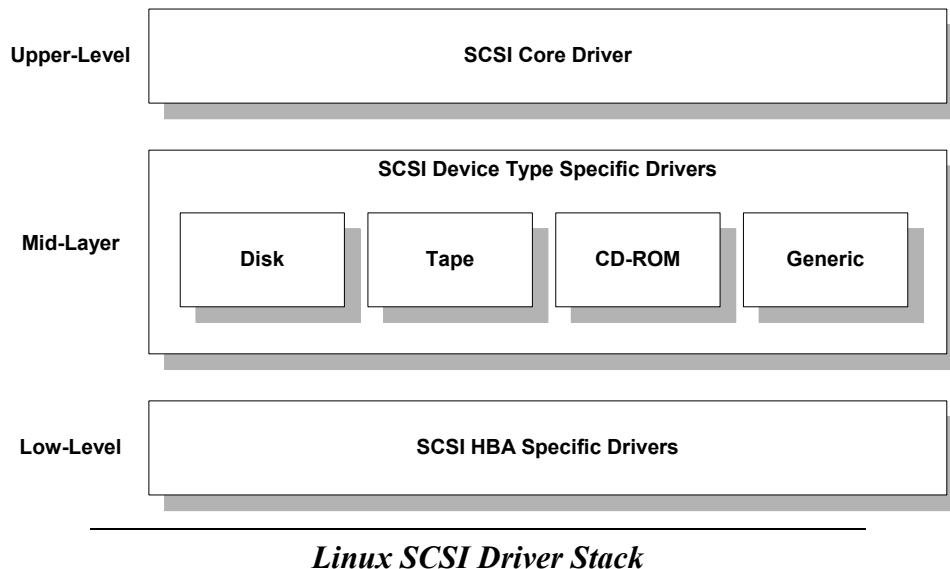 Upper-Level
SCSI Core Driver
Mid-Layer
SCSI Device Type Specific Drivers
Disk
Tape
CD-ROM
Generic
Low-Level
SCSI HBA Specific Drivers
Linux SCSI Driver Stack